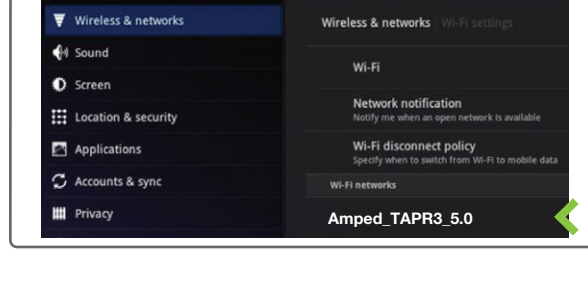 Wireless & networks
Sound
Screen
Location & security
Applications
Accounts & sync
Privacy
Wireless & networks Wi-Fi settings
Wi-Fi
Network notification
Notify me when an open network is available
Wi-Fi disconnect policy
Specify when to switch from Wi-Fi to mobile data
Wi-Fi networks
Amped_TAPR3_5.0